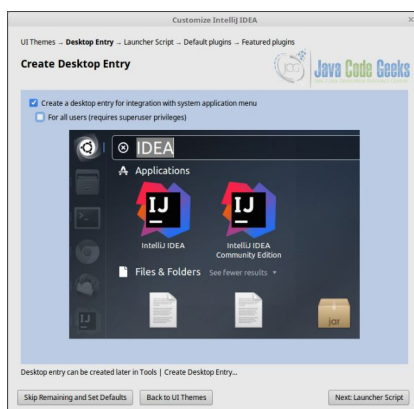 Customize IntelliJ IDEA
UI Themes → Desktop Entry → Launcher Script → Default plugins → Featured plugins
Create Desktop Entry
Java Code Geeks
Create a desktop entry for integration with system application menu
For all users (requires superuser privileges)
IDEA
Applications
IJ
IJ
IntelliJ IDEA
IntelliJ IDEA
Community Edition
Files & Folders See fewer results
jar
IJ
Desktop entry can be created later in Tools | Create Desktop Entry...
Skip Remaining and Set Defaults
Back to UI Themes
Next: Launcher Script